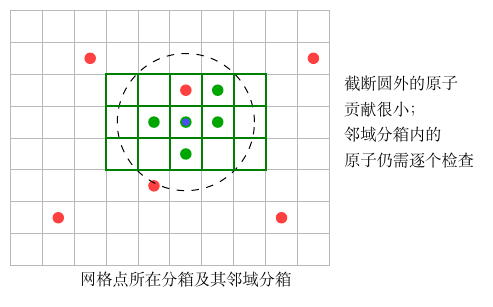 截断圆外的原子
贡献很小；
邻域分箱内的
原子仍需逐个检查
网格点所在分箱及其邻域分箱